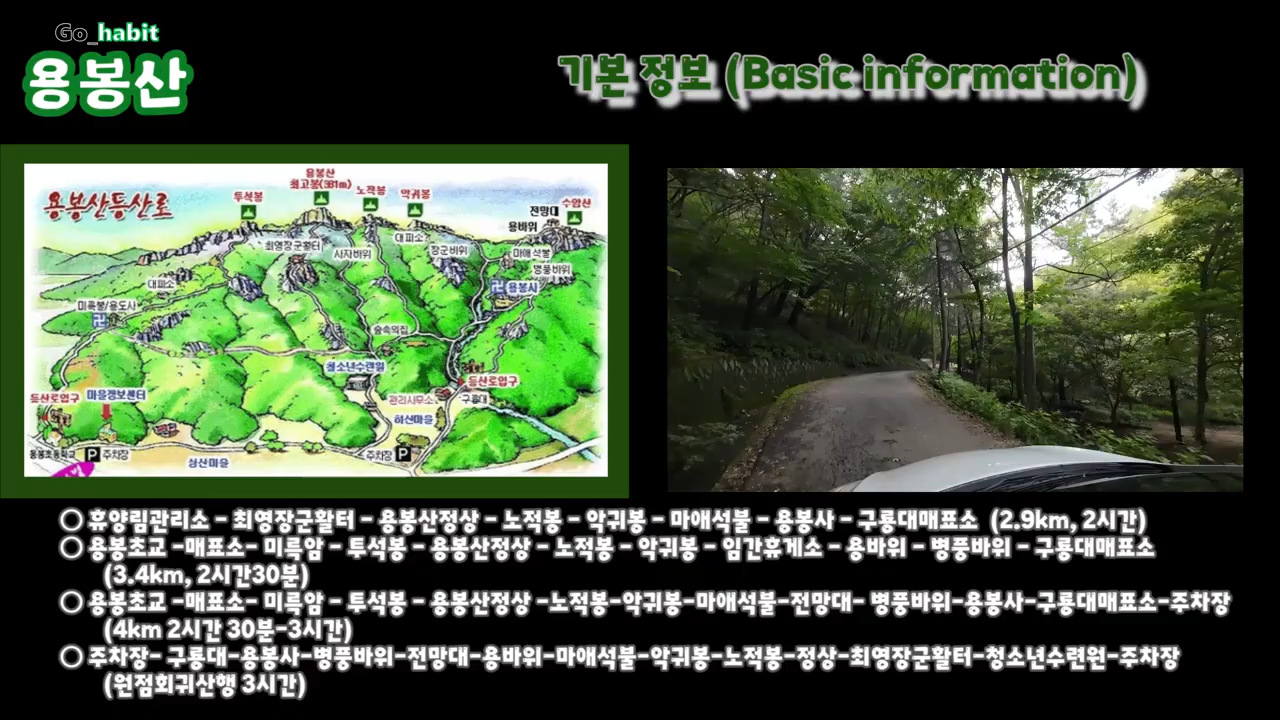 Go_habit
용봉산
기본 정보 (Basic information)
용봉산등산로
투석봉
용봉산
최고봉(381m)
노적봉
악귀봉
수암산
전망대
용바위
최영장군활터
사자바위
대피소
장군바위
마애석불
병풍바위
대피소
용봉사
미륵불/용도사
숲속의집
청소년수련원
등산로입구
마을정보센터
등산로입구
관리사무소
구룡대
하산마을
용봉초등학교
P 주차장
주차장 P
상산마을
○ 휴양림관리소 - 최영장군활터 - 용봉산정상 - 노적봉 - 악귀봉 - 마애석불 - 용봉사 - 구룡대매표소 (2.9km, 2시간)
○ 용봉초교 -매표소- 미륵암 - 투석봉 - 용봉산정상 - 노적봉 - 악귀봉 - 임간휴게소 - 용바위 - 병풍바위 - 구룡대매표소
(3.4km, 2시간30분)
○ 용봉초교 -매표소- 미륵암 - 투석봉 - 용봉산정상 -노적봉-악귀봉-마애석불-전망대- 병풍바위-용봉사-구룡대매표소-주차장
(4km 2시간 30분-3시간)
○ 주차장- 구룡대-용봉사-병풍바위-전망대-용바위-마애석불-악귀봉-노적봉-정상-최영장군활터-청소년수련원-주차장
(원점회귀산행 3시간)